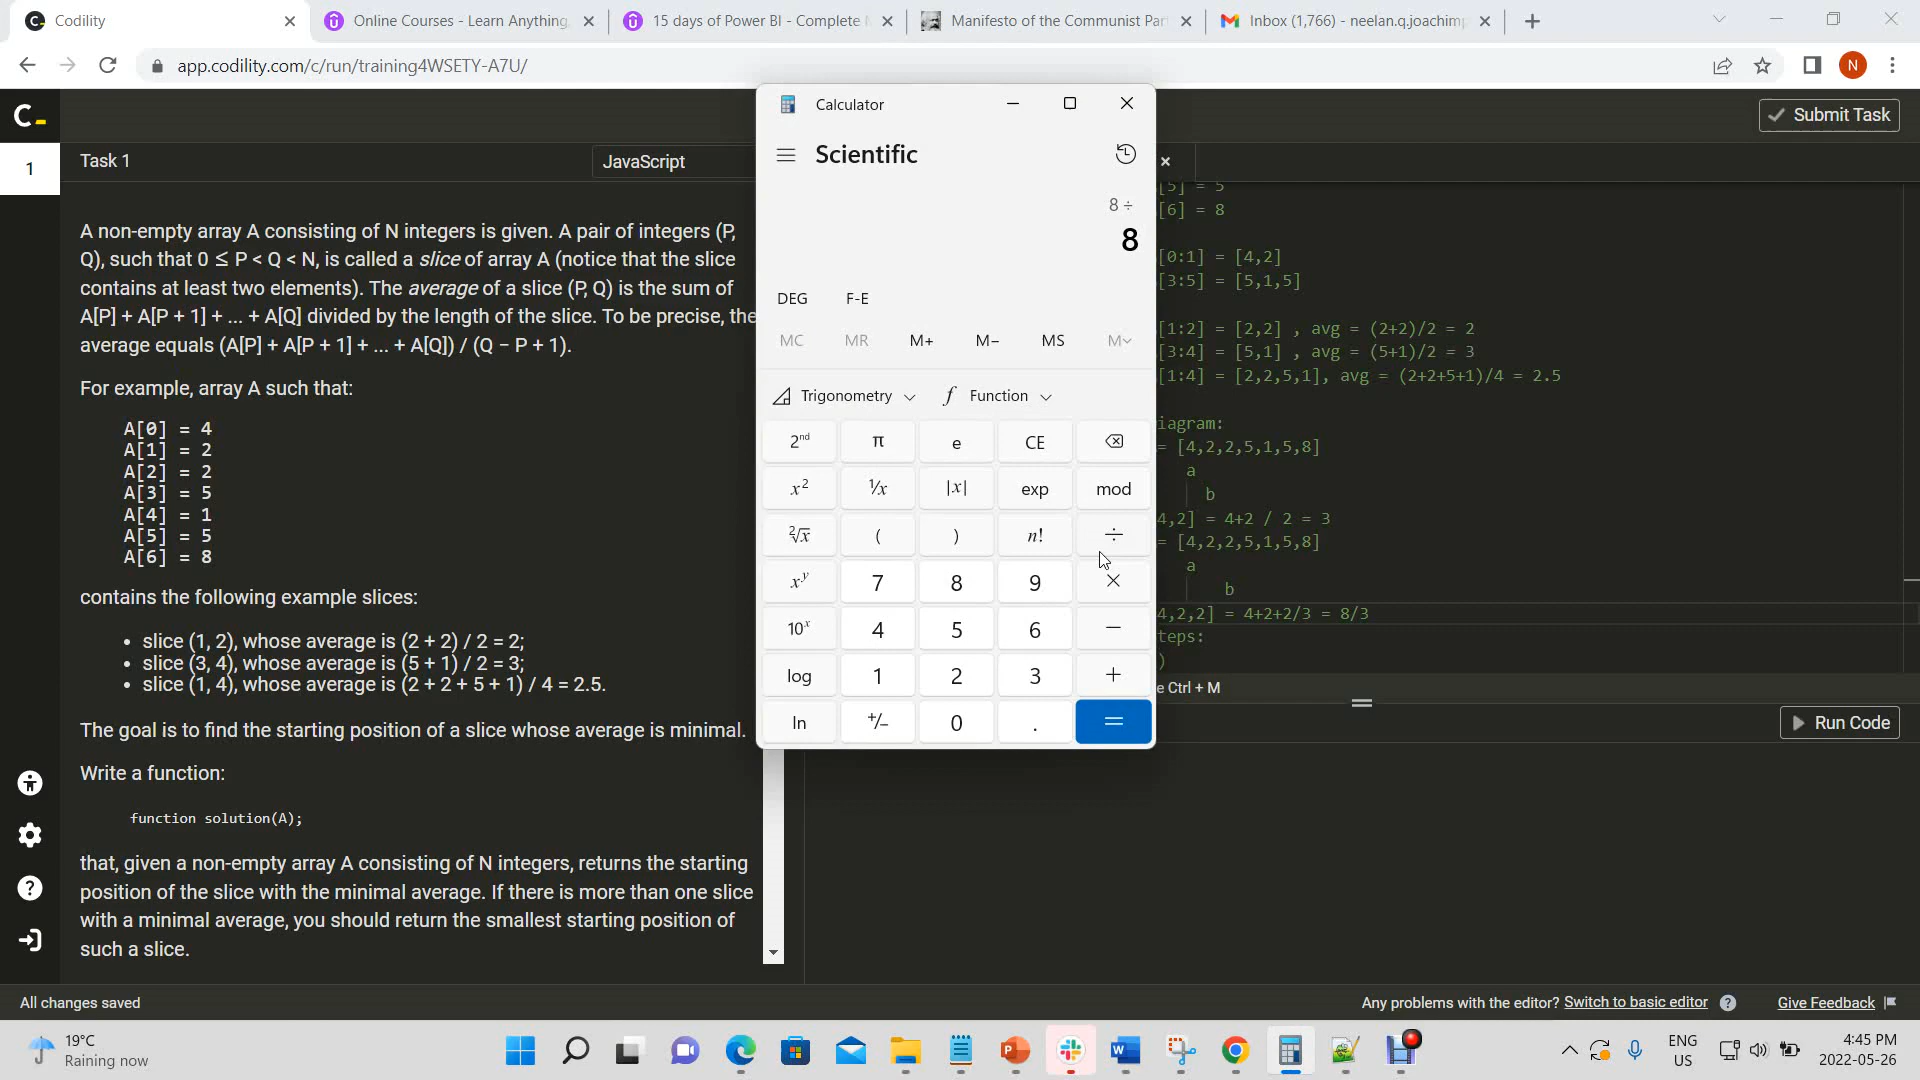 Codility
Online Courses - Learn Anything,
15 days of Power BI - Complete
Manifesto of the Communist Par
Inbox (1,766) - neelan.q.joachimp
app.codility.com/c/run/training4WSETY-A7U/
N
C
Submit Task
1
Task 1
JavaScript
A non-empty array A consisting of N integers is given. A pair of integers (P,
Q), such that 0 ≤ P < Q < N, is called a slice of array A (notice that the slice
contains at least two elements). The average of a slice (P, Q) is the sum of
A[P] + A[P + 1] + ... + A[Q] divided by the length of the slice. To be precise, the
average equals (A[P] + A[P + 1] + ... + A[Q]) / (Q − P + 1).
For example, array A such that:
A[0] = 4
A[1] = 2
A[2] = 2
A[3] = 5
A[4] = 1
A[5] = 5
A[6] = 8
contains the following example slices:
• slice (1, 2), whose average is (2 + 2) / 2 = 2;
• slice (3, 4), whose average is (5 + 1) / 2 = 3;
• slice (1, 4), whose average is (2 + 2 + 5 + 1) / 4 = 2.5.
The goal is to find the starting position of a slice whose average is minimal.
Write a function:
function solution(A);
that, given a non-empty array A consisting of N integers, returns the starting
position of the slice with the minimal average. If there is more than one slice
with a minimal average, you should return the smallest starting position of
such a slice.
Calculator
Scientific
8 ÷
8
DEG F-E
MC MR M+ M− MS M
Trigonometry Function
2nd π e CE
x2 1/x |x| exp mod
2√x ( ) n! ÷
xy 7 8 9 ×
10x 4 5 6 −
log 1 2 3 +
ln +/− 0 . =
[5] = 5
[6] = 8
[0:1] = [4,2]
[3:5] = [5,1,5]
[1:2] = [2,2] , avg = (2+2)/2 = 2
[3:4] = [5,1] , avg = (5+1)/2 = 3
[1:4] = [2,2,5,1], avg = (2+2+5+1)/4 = 2.5
iagram:
= [4,2,2,5,1,5,8]
a
b
4,2] = 4+2 / 2 = 3
= [4,2,2,5,1,5,8]
a
b
4,2,2] = 4+2+2/3 = 8/3
teps:
)
e Ctrl + M
Run Code
All changes saved
Any problems with the editor? Switch to basic editor
Give Feedback
19°C
Raining now
ENG
US
4:45 PM
2022-05-26